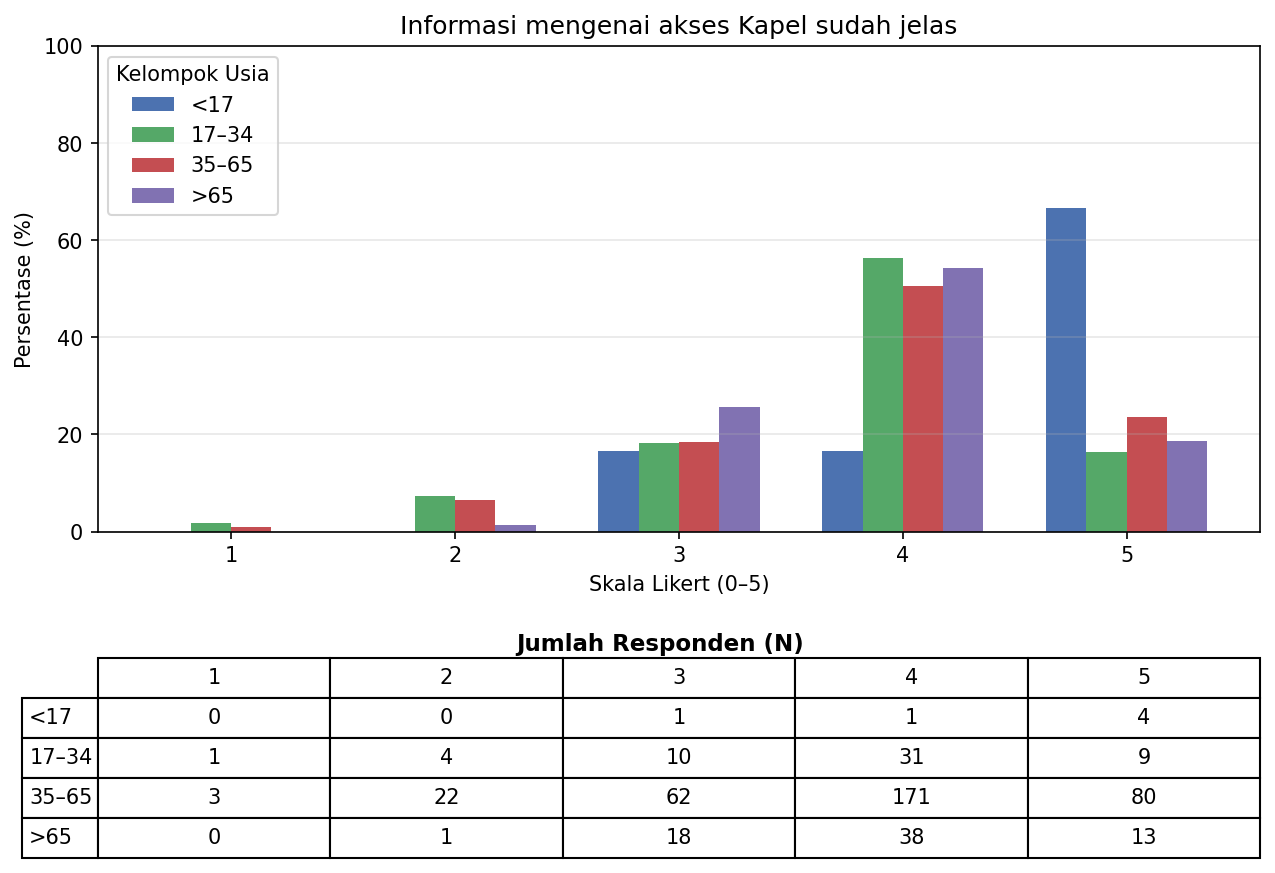 Informasi mengenai akses Kapel sudah jelas
100
80
60
40
20
0
Persentase (%)
Kelompok Usia
<17
17–34
35–65
>65
1 2 3 4 5
Skala Likert (0–5)
Jumlah Responden (N)
1 2 3 4 5
<17 0 0 1 1 4
17–34 1 4 10 31 9
35–65 3 22 62 171 80
>65 0 1 18 38 13